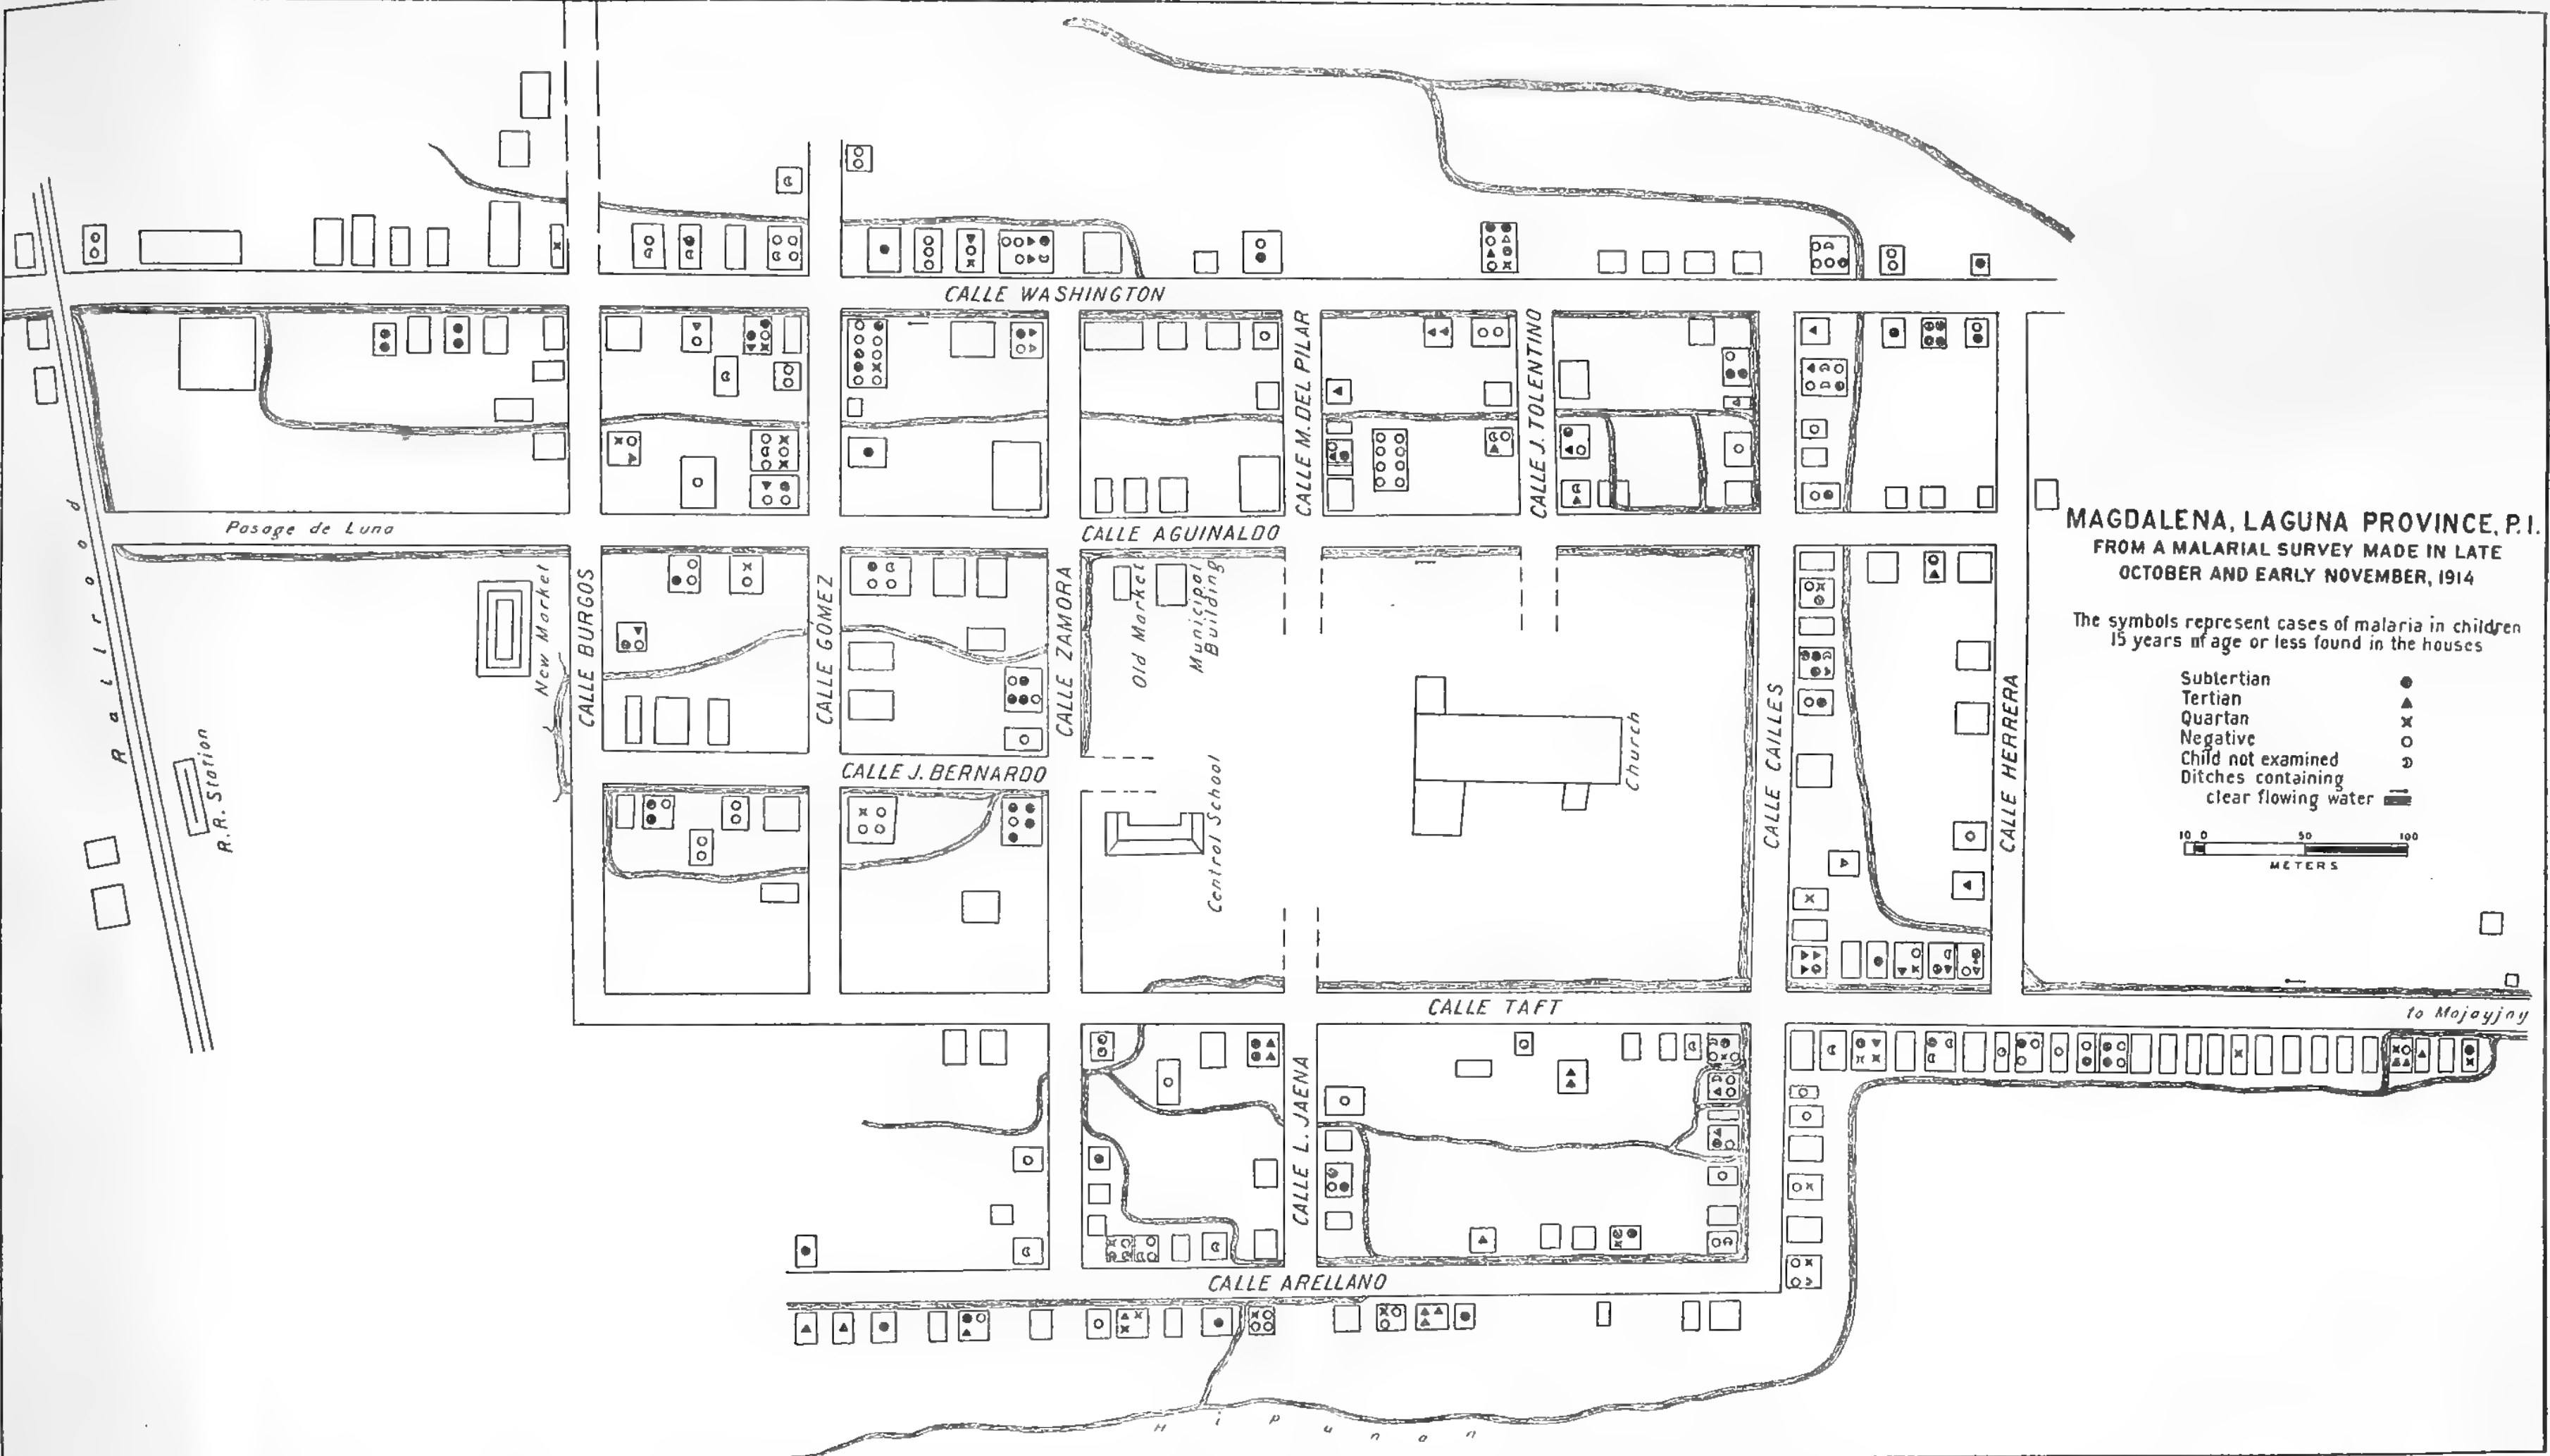 CALLE WASHINGTON
CALLE M. DEL PILAR
CALLE J. TOLENTINO
Pasage de Luna
CALLE AGUINALDO
MAGDALENA, LAGUNA PROVINCE, P.I.
FROM A MALARIAL SURVEY MADE IN LATE
OCTOBER AND EARLY NOVEMBER, 1914
The symbols represent cases of malaria in children
15 years of age or less found in the houses
Subtertian
Tertian
Quartan
Negative
Child not examined
Ditches containing
clear flowing water
10 0 50 100
METERS
Railrod
R.R. Station
New Market
CALLE BURGOS
CALLE GOMEZ
CALLE ZAMORA
Old Market
Municipal
Building
CALLE J. BERNARDO
Central School
Church
CALLE CAILLES
CALLE HERRERA
CALLE TAFT
to Majayjay
CALLE L. JAENA
CALLE ARELLANO
Hipunan